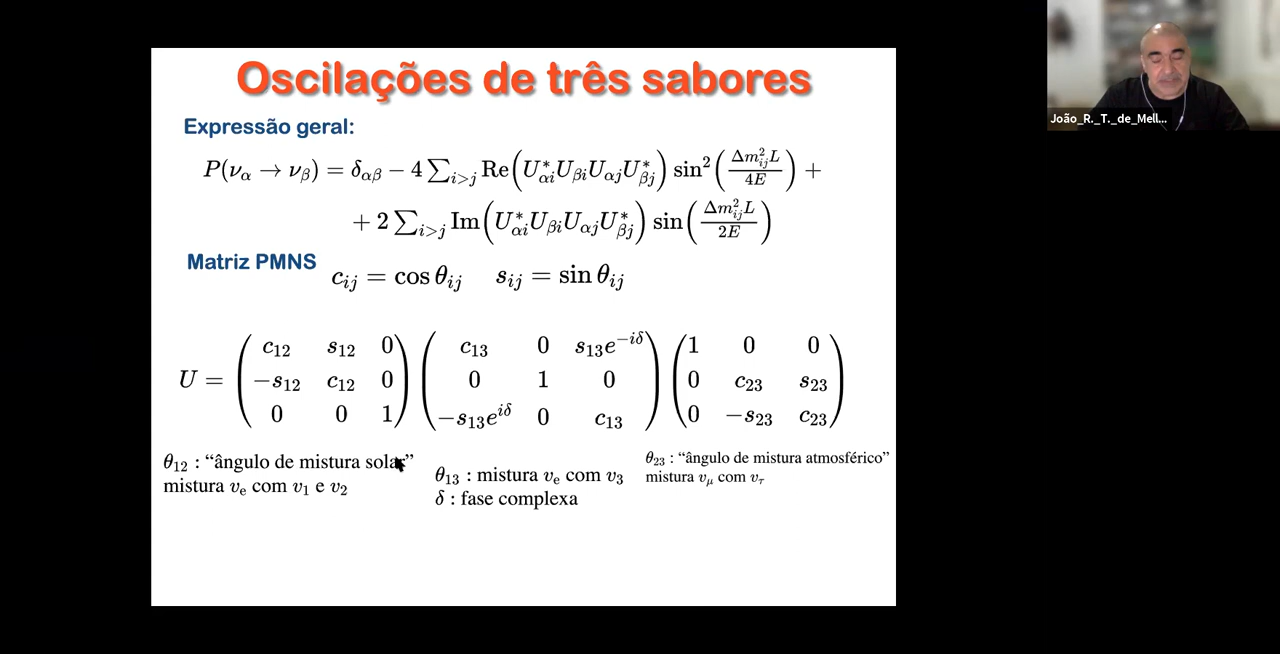 Oscilações de três sabores
Expressão geral:
P(ν_α → ν_β) = δ_αβ − 4 ∑_{i>j} Re(U*_αi U_βi U_αj U*_βj) sin²(Δm²_ij L / 4E) +
+ 2 ∑_{i>j} Im(U*_αi U_βi U_αj U*_βj) sin(Δm²_ij L / 2E)
Matriz PMNS
c_ij = cos θ_ij s_ij = sin θ_ij
U = ( c₁₂ s₁₂ 0 ; −s₁₂ c₁₂ 0 ; 0 0 1 ) ( c₁₃ 0 s₁₃e^{−iδ} ; 0 1 0 ; −s₁₃e^{iδ} 0 c₁₃ ) ( 1 0 0 ; 0 c₂₃ s₂₃ ; 0 −s₂₃ c₂₃ )
θ₁₂ : “ângulo de mistura solar”
mistura ν_e com ν₁ e ν₂
θ₁₃ : mistura ν_e com ν₃
δ : fase complexa
θ₂₃ : “ângulo de mistura atmosférico”
mistura ν_μ com ν_τ
João_R._T._de_Mell...